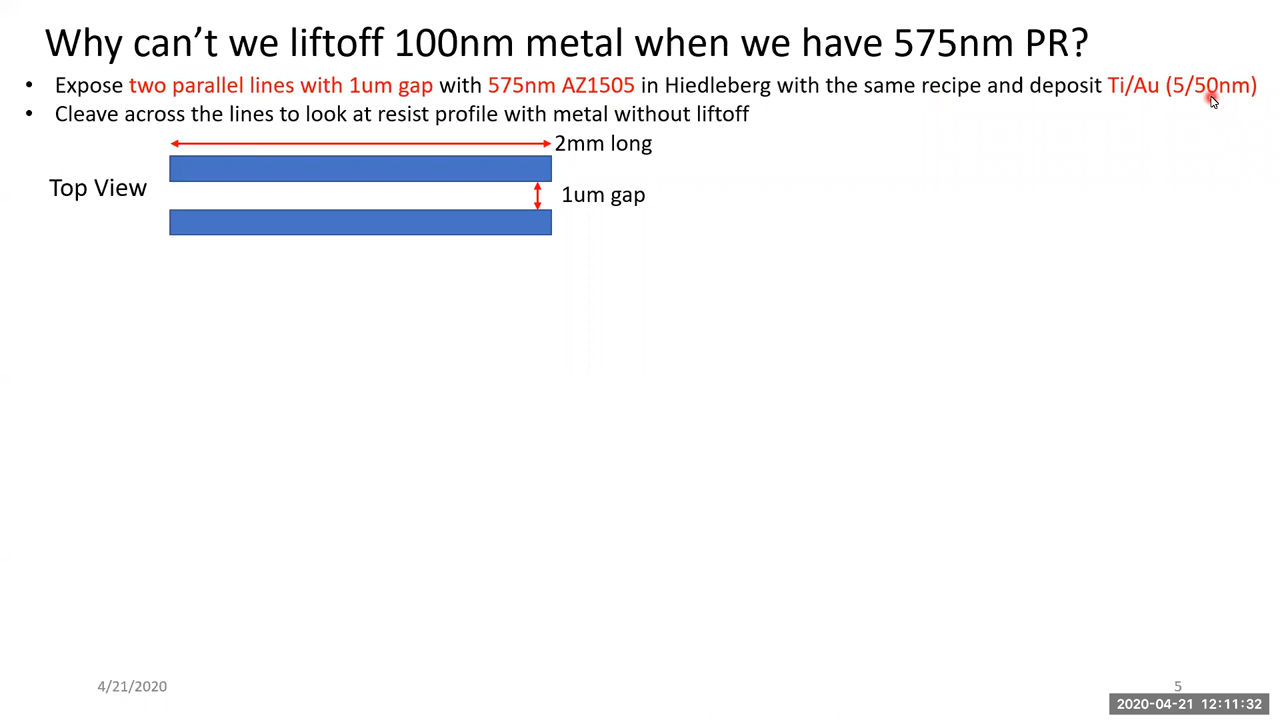 Why can't we liftoff 100nm metal when we have 575nm PR?
• Expose two parallel lines with 1um gap with 575nm AZ1505 in Hiedleberg with the same recipe and deposit Ti/Au (5/50nm)
• Cleave across the lines to look at resist profile with metal without liftoff
2mm long
Top View
1um gap
4/21/2020
5
2020-04-21 12:11:32